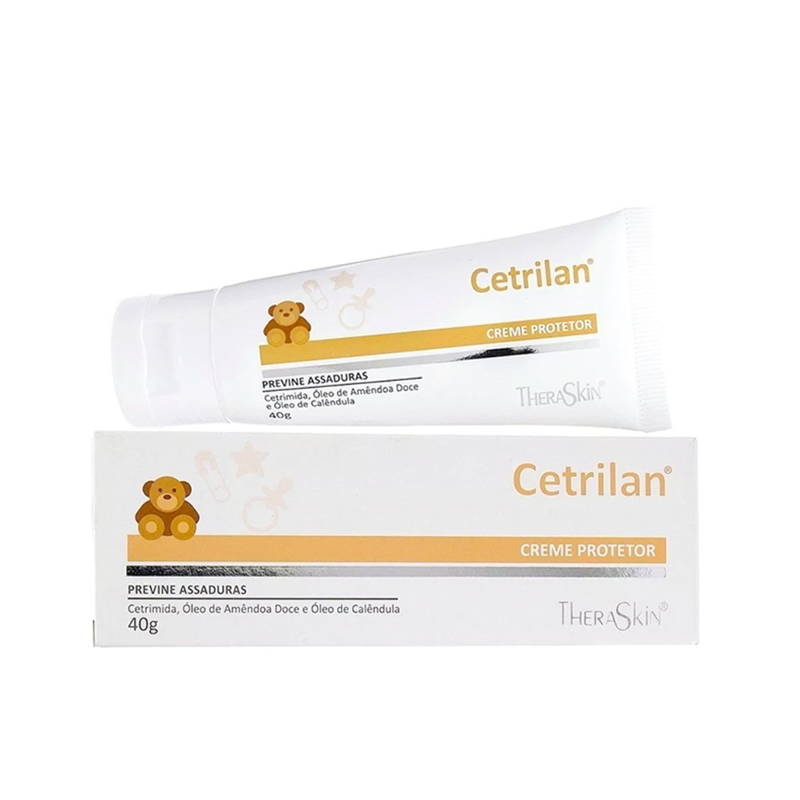 Cetrilan®
CREME PROTETOR
PREVINE ASSADURAS
Cetrimida, Óleo de Amêndoa Doce
e Óleo de Calêndula
40g
THERASKIN®
Cetrilan®
CREME PROTETOR
PREVINE ASSADURAS
Cetrimida, Óleo de Amêndoa Doce e Óleo de Calêndula
40g
THERASKIN®